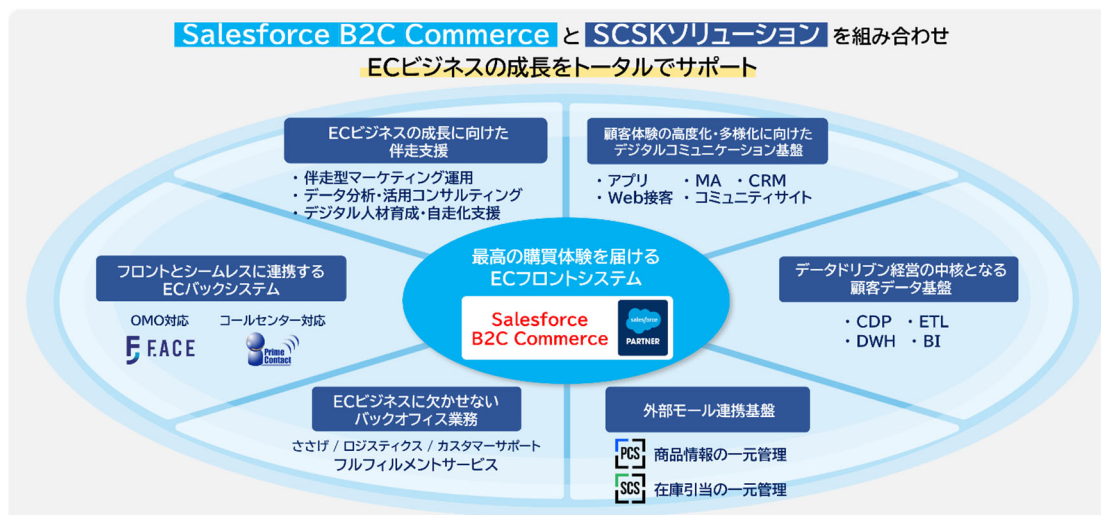 Salesforce B2C Commerce と SCSKソリューション を組み合わせ
ECビジネスの成長をトータルでサポート
ECビジネスの成長に向けた
伴走支援
・伴走型マーケティング運用
・データ分析・活用コンサルティング
・デジタル人材育成・自走化支援
顧客体験の高度化・多様化に向けた
デジタルコミュニケーション基盤
・アプリ ・MA ・CRM
・Web接客 ・コミュニティサイト
フロントとシームレスに連携する
ECバックシステム
OMO対応 コールセンター対応
F.ACE
Prime
Contact
最高の購買体験を届ける
ECフロントシステム
Salesforce
B2C Commerce
salesforce
PARTNER
データドリブン経営の中核となる
顧客データ基盤
・CDP ・ETL
・DWH ・BI
ECビジネスに欠かせない
バックオフィス業務
ささげ / ロジスティクス / カスタマーサポート
フルフィルメントサービス
外部モール連携基盤
PCS 商品情報の一元管理
SCS 在庫引当の一元管理